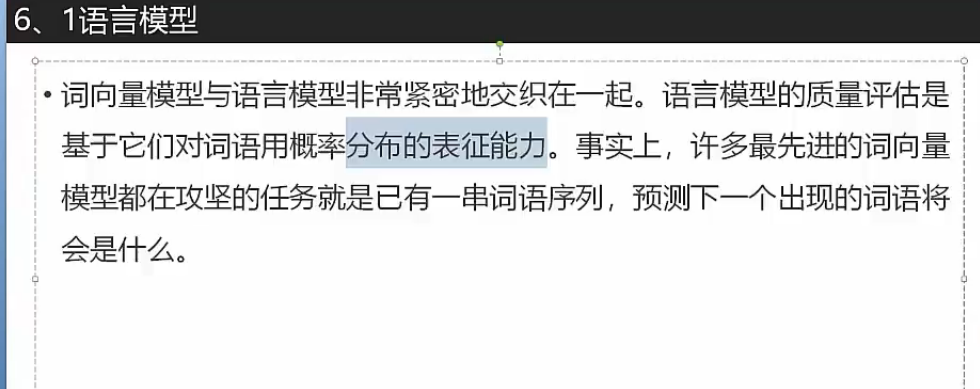 6、1语言模型
• 词向量模型与语言模型非常紧密地交织在一起。语言模型的质量评估是
基于它们对词语用概率分布的表征能力。事实上，许多最先进的词向量
模型都在攻坚的任务就是已有一串词语序列，预测下一个出现的词语将
会是什么。